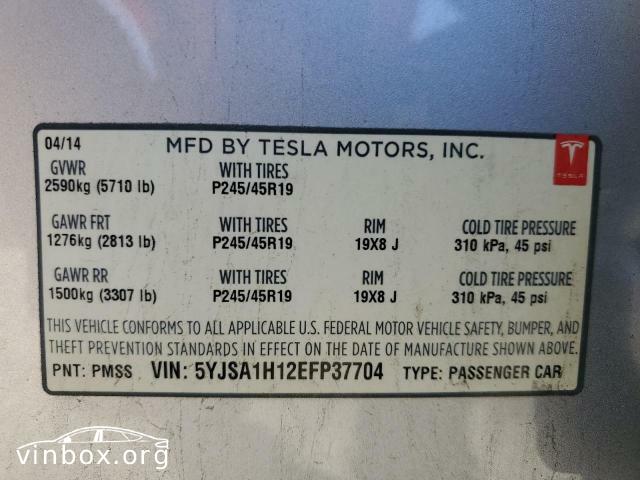 04/14 MFD BY TESLA MOTORS, INC.
TESLA
GVWR WITH TIRES
2590kg (5710 lb) P245/45R19
GAWR FRT WITH TIRES RIM COLD TIRE PRESSURE
1276kg (2813 lb) P245/45R19 19X8 J 310 kPa, 45 psi
GAWR RR WITH TIRES RIM COLD TIRE PRESSURE
1500kg (3307 lb) P245/45R19 19X8 J 310 kPa, 45 psi
THIS VEHICLE CONFORMS TO ALL APPLICABLE U.S. FEDERAL MOTOR VEHICLE SAFETY, BUMPER, AND
THEFT PREVENTION STANDARDS IN EFFECT ON THE DATE OF MANUFACTURE SHOWN ABOVE.
PNT: PMSS VIN: 5YJSA1H12EFP37704 TYPE: PASSENGER CAR
vinbox.org